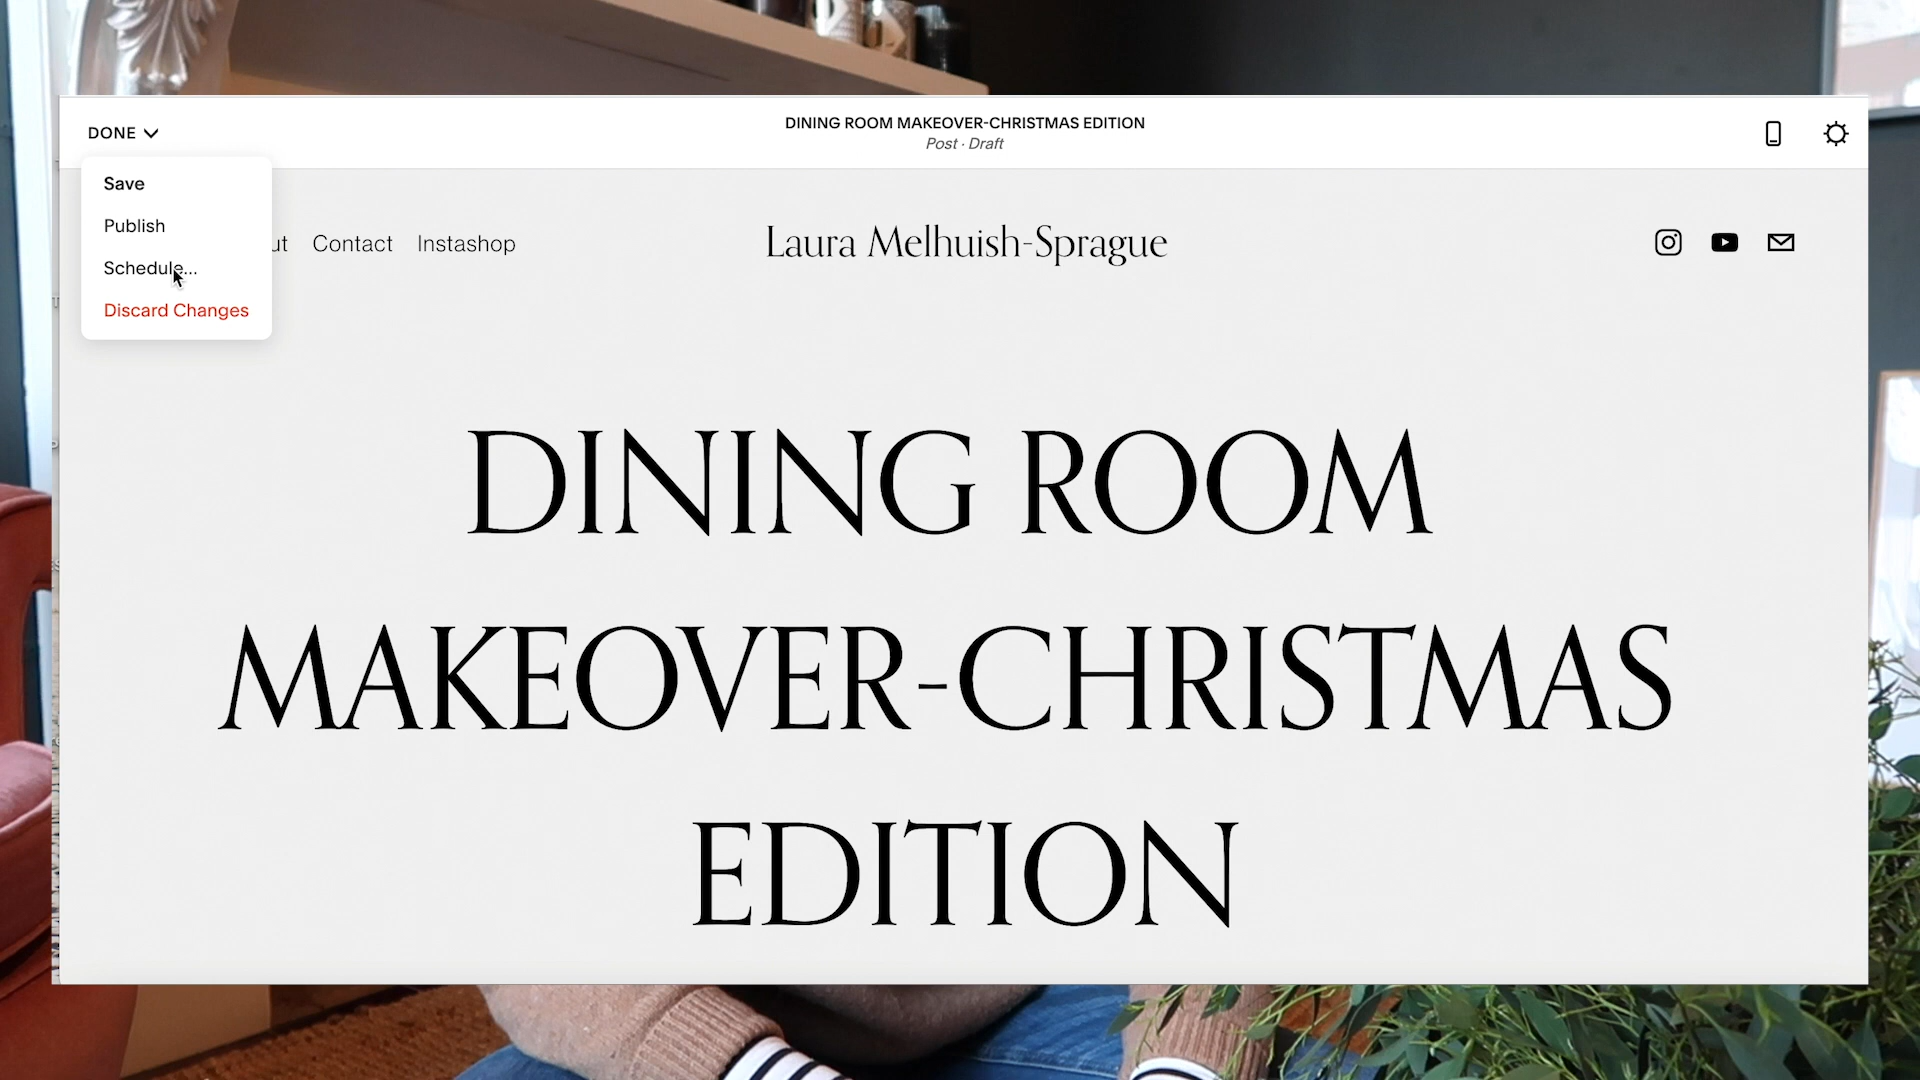 DONE
DINING ROOM MAKEOVER-CHRISTMAS EDITION
Post · Draft
Save
Publish
Schedule...
Discard Changes
Contact Instashop
Laura Melhuish-Sprague
DINING ROOM
MAKEOVER-CHRISTMAS
EDITION